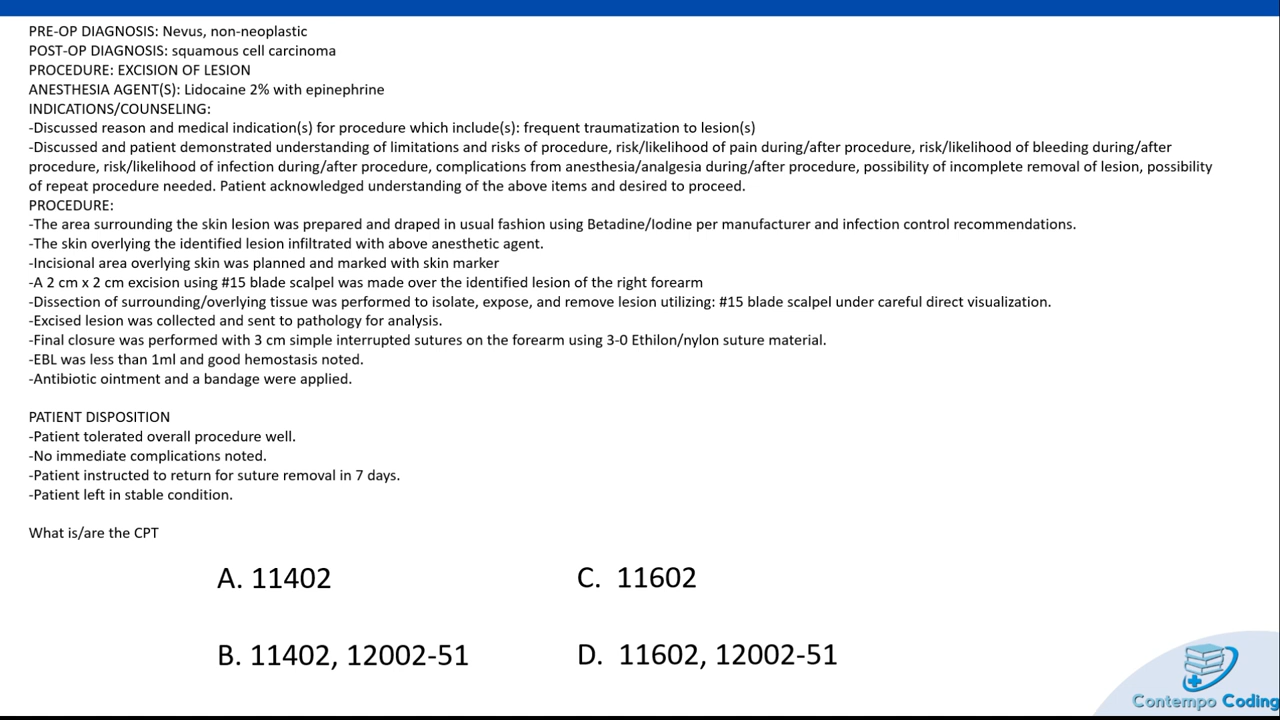 PRE-OP DIAGNOSIS: Nevus, non-neoplastic
POST-OP DIAGNOSIS: squamous cell carcinoma
PROCEDURE: EXCISION OF LESION
ANESTHESIA AGENT(S): Lidocaine 2% with epinephrine
INDICATIONS/COUNSELING:
-Discussed reason and medical indication(s) for procedure which include(s): frequent traumatization to lesion(s)
-Discussed and patient demonstrated understanding of limitations and risks of procedure, risk/likelihood of pain during/after procedure, risk/likelihood of bleeding during/after
procedure, risk/likelihood of infection during/after procedure, complications from anesthesia/analgesia during/after procedure, possibility of incomplete removal of lesion, possibility
of repeat procedure needed. Patient acknowledged understanding of the above items and desired to proceed.
PROCEDURE:
-The area surrounding the skin lesion was prepared and draped in usual fashion using Betadine/Iodine per manufacturer and infection control recommendations.
-The skin overlying the identified lesion infiltrated with above anesthetic agent.
-Incisional area overlying skin was planned and marked with skin marker
-A 2 cm x 2 cm excision using #15 blade scalpel was made over the identified lesion of the right forearm
-Dissection of surrounding/overlying tissue was performed to isolate, expose, and remove lesion utilizing: #15 blade scalpel under careful direct visualization.
-Excised lesion was collected and sent to pathology for analysis.
-Final closure was performed with 3 cm simple interrupted sutures on the forearm using 3-0 Ethilon/nylon suture material.
-EBL was less than 1ml and good hemostasis noted.
-Antibiotic ointment and a bandage were applied.
PATIENT DISPOSITION
-Patient tolerated overall procedure well.
-No immediate complications noted.
-Patient instructed to return for suture removal in 7 days.
-Patient left in stable condition.
What is/are the CPT
A. 11402
C. 11602
B. 11402, 12002-51
D. 11602, 12002-51
Contempo Coding